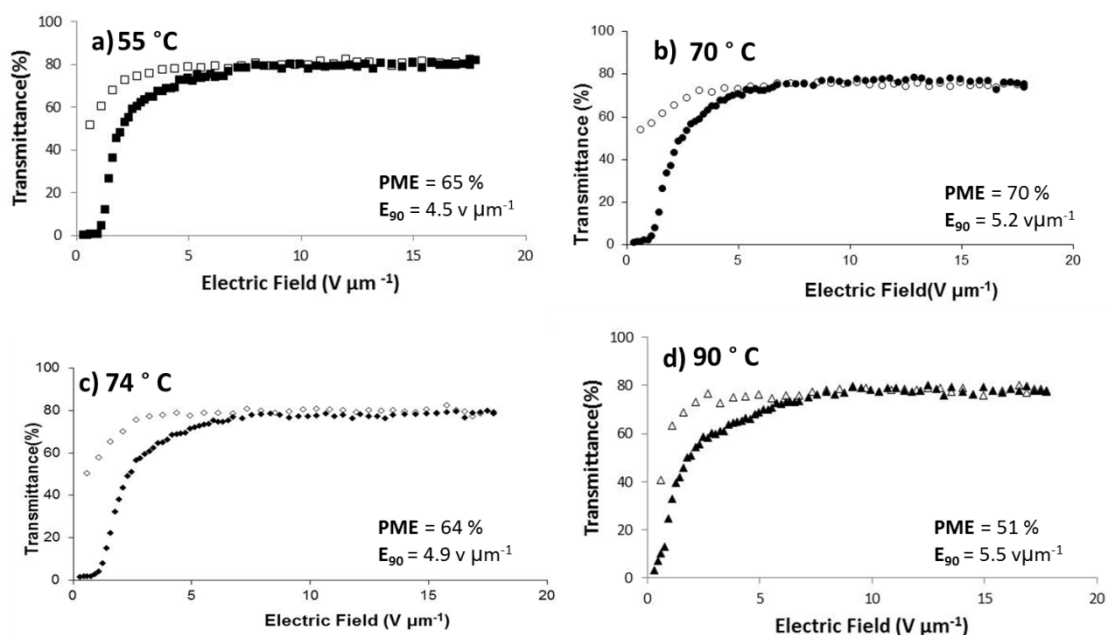 a) 55 °C
Transmittance(%)
100
80
60
40
20
0
0 5 10 15 20
PME = 65 %
E90 = 4.5 v µm-1
Electric Field (V µm -1)
b) 70 ° C
Transmittance (%)
100
80
60
40
20
0
0 5 10 15 20
PME = 70 %
E90 = 5.2 vµm-1
Electric Field(V µm-1)
c) 74 ° C
Transmittance(%)
100
80
60
40
20
0
0 5 10 15 20
PME = 64 %
E90 = 4.9 v µm-1
Electric Field (V µm-1)
d) 90 ° C
Transmittance(%)
100
80
60
40
20
0
0 5 10 15 20
PME = 51 %
E90 = 5.5 vµm-1
Electric Field (V µm-1)